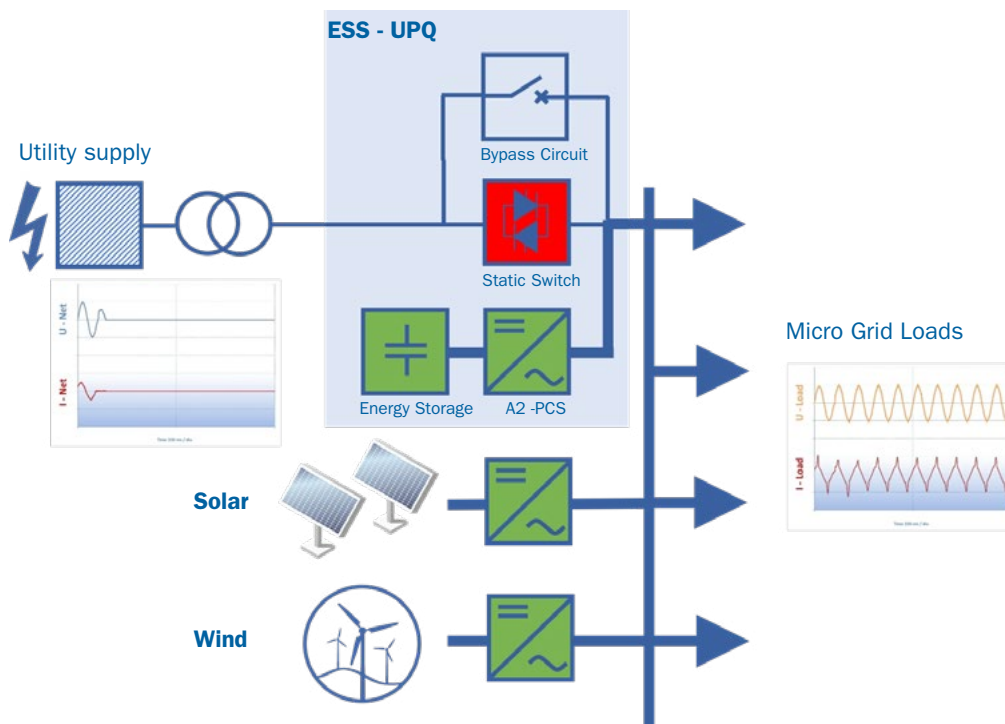 ESS - UPQ
Bypass Circuit
Utility supply
Static Switch
U - Net
I - Net
Energy Storage
A2 -PCS
Micro Grid Loads
U - Load
I - Load
Solar
Wind